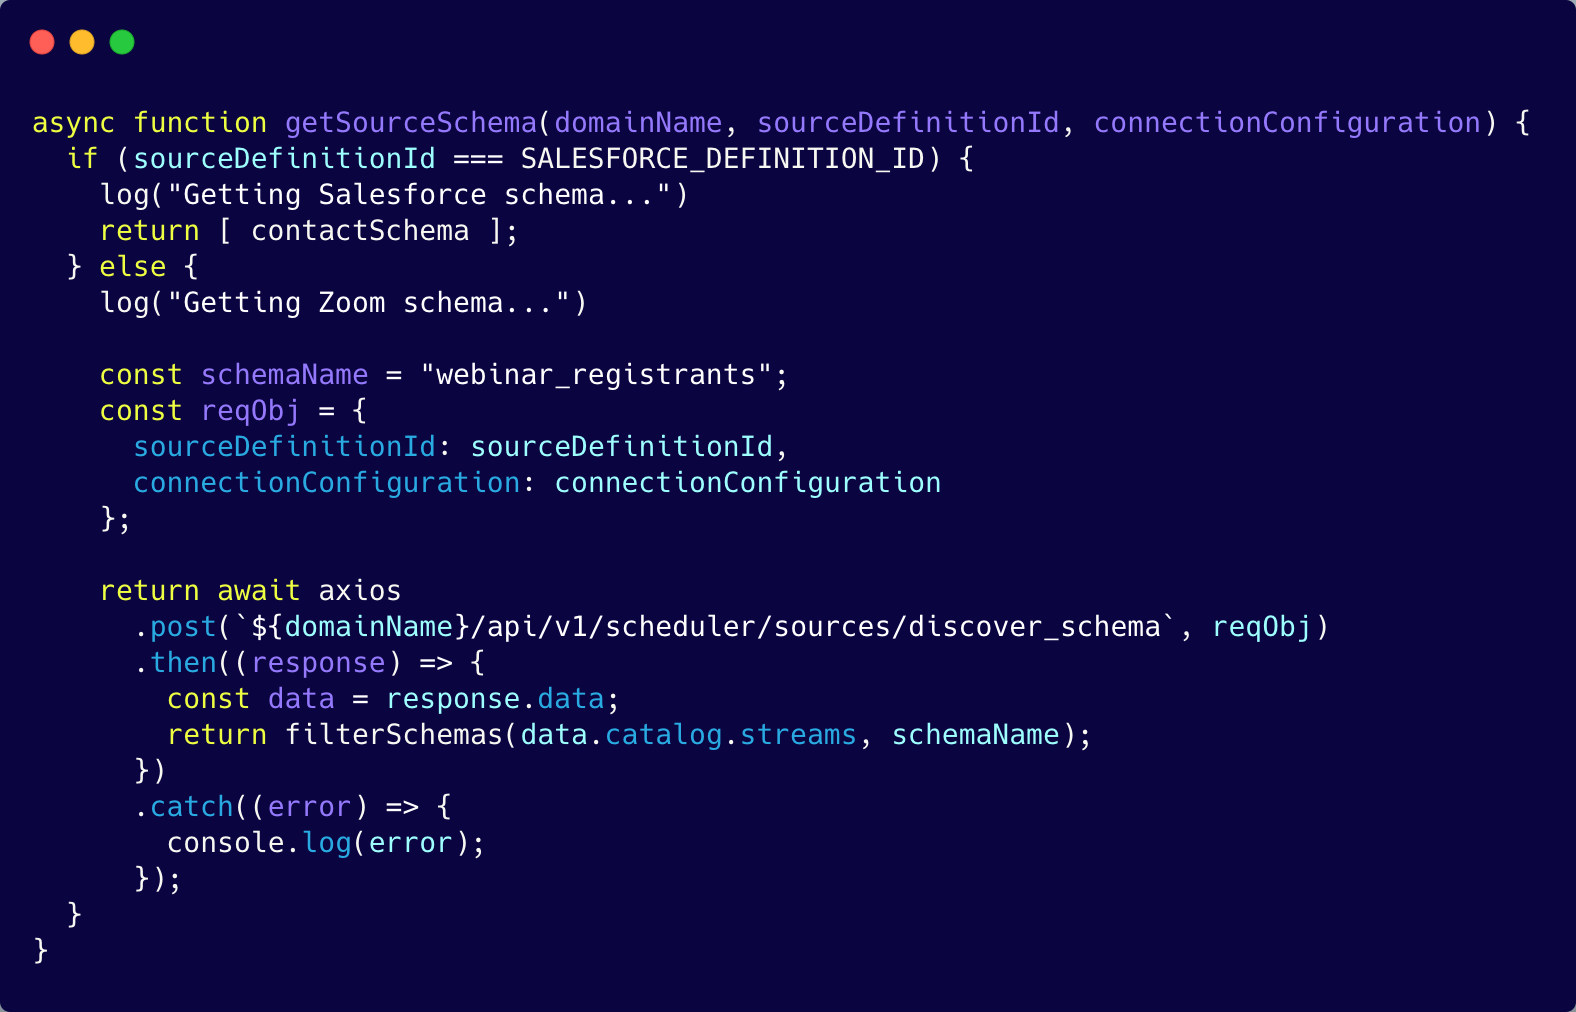 async function getSourceSchema(domainName, sourceDefinitionId, connectionConfiguration) {
  if (sourceDefinitionId === SALESFORCE_DEFINITION_ID) {
    log("Getting Salesforce schema...")
    return [ contactSchema ];
  } else {
    log("Getting Zoom schema...")

    const schemaName = "webinar_registrants";
    const reqObj = {
      sourceDefinitionId: sourceDefinitionId,
      connectionConfiguration: connectionConfiguration
    };

    return await axios
      .post(`${domainName}/api/v1/scheduler/sources/discover_schema`, reqObj)
      .then((response) => {
        const data = response.data;
        return filterSchemas(data.catalog.streams, schemaName);
      })
      .catch((error) => {
        console.log(error);
      });
  }
}